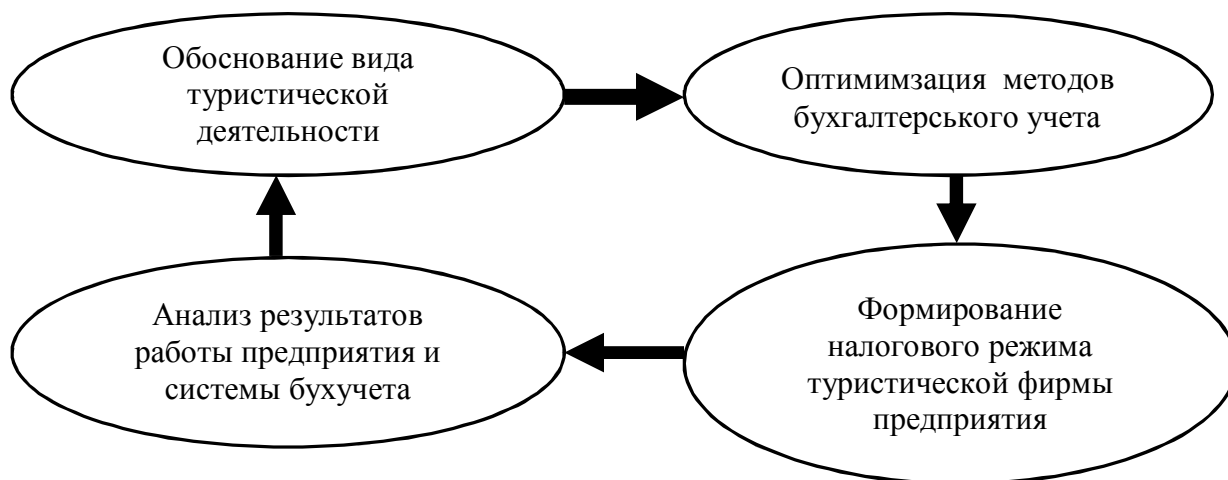 Обоснование вида
туристической
деятельности
Оптимимзация методов
бухгалтерського учета
Формирование
налогового режима
туристической фирмы
предприятия
Анализ результатов
работы предприятия и
системы бухучета